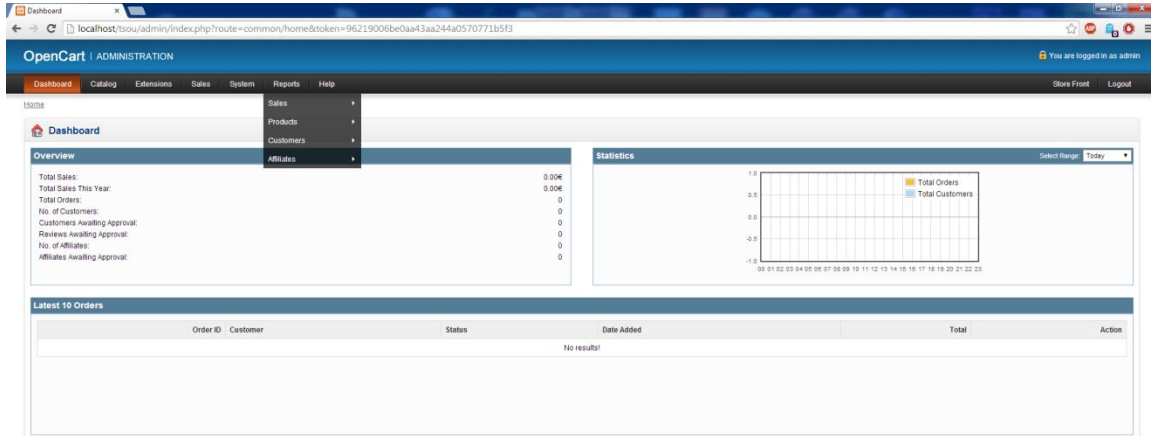 Dashboard
localhost/tsou/admin/index.php?route=common/home&token=96219006be0aa43aa244a0570771b5f3
OpenCart | ADMINISTRATION
You are logged in as admin
Dashboard Catalog Extensions Sales System Reports Help Store Front Logout
Home
Sales
Products
Customers
Affiliates
Dashboard
Overview
Total Sales: 0.00€
Total Sales This Year: 0.00€
Total Orders: 0
No. of Customers: 0
Customers Awaiting Approval: 0
Reviews Awaiting Approval: 0
No. of Affiliates: 0
Affiliates Awaiting Approval: 0
Statistics Select Range: Today
1.0
0.5
0.0
-0.5
-1.0
Total Orders
Total Customers
00 01 02 03 04 05 06 07 08 09 10 11 12 13 14 15 16 17 18 19 20 21 22 23
Latest 10 Orders
Order ID Customer Status Date Added Total Action
No results!